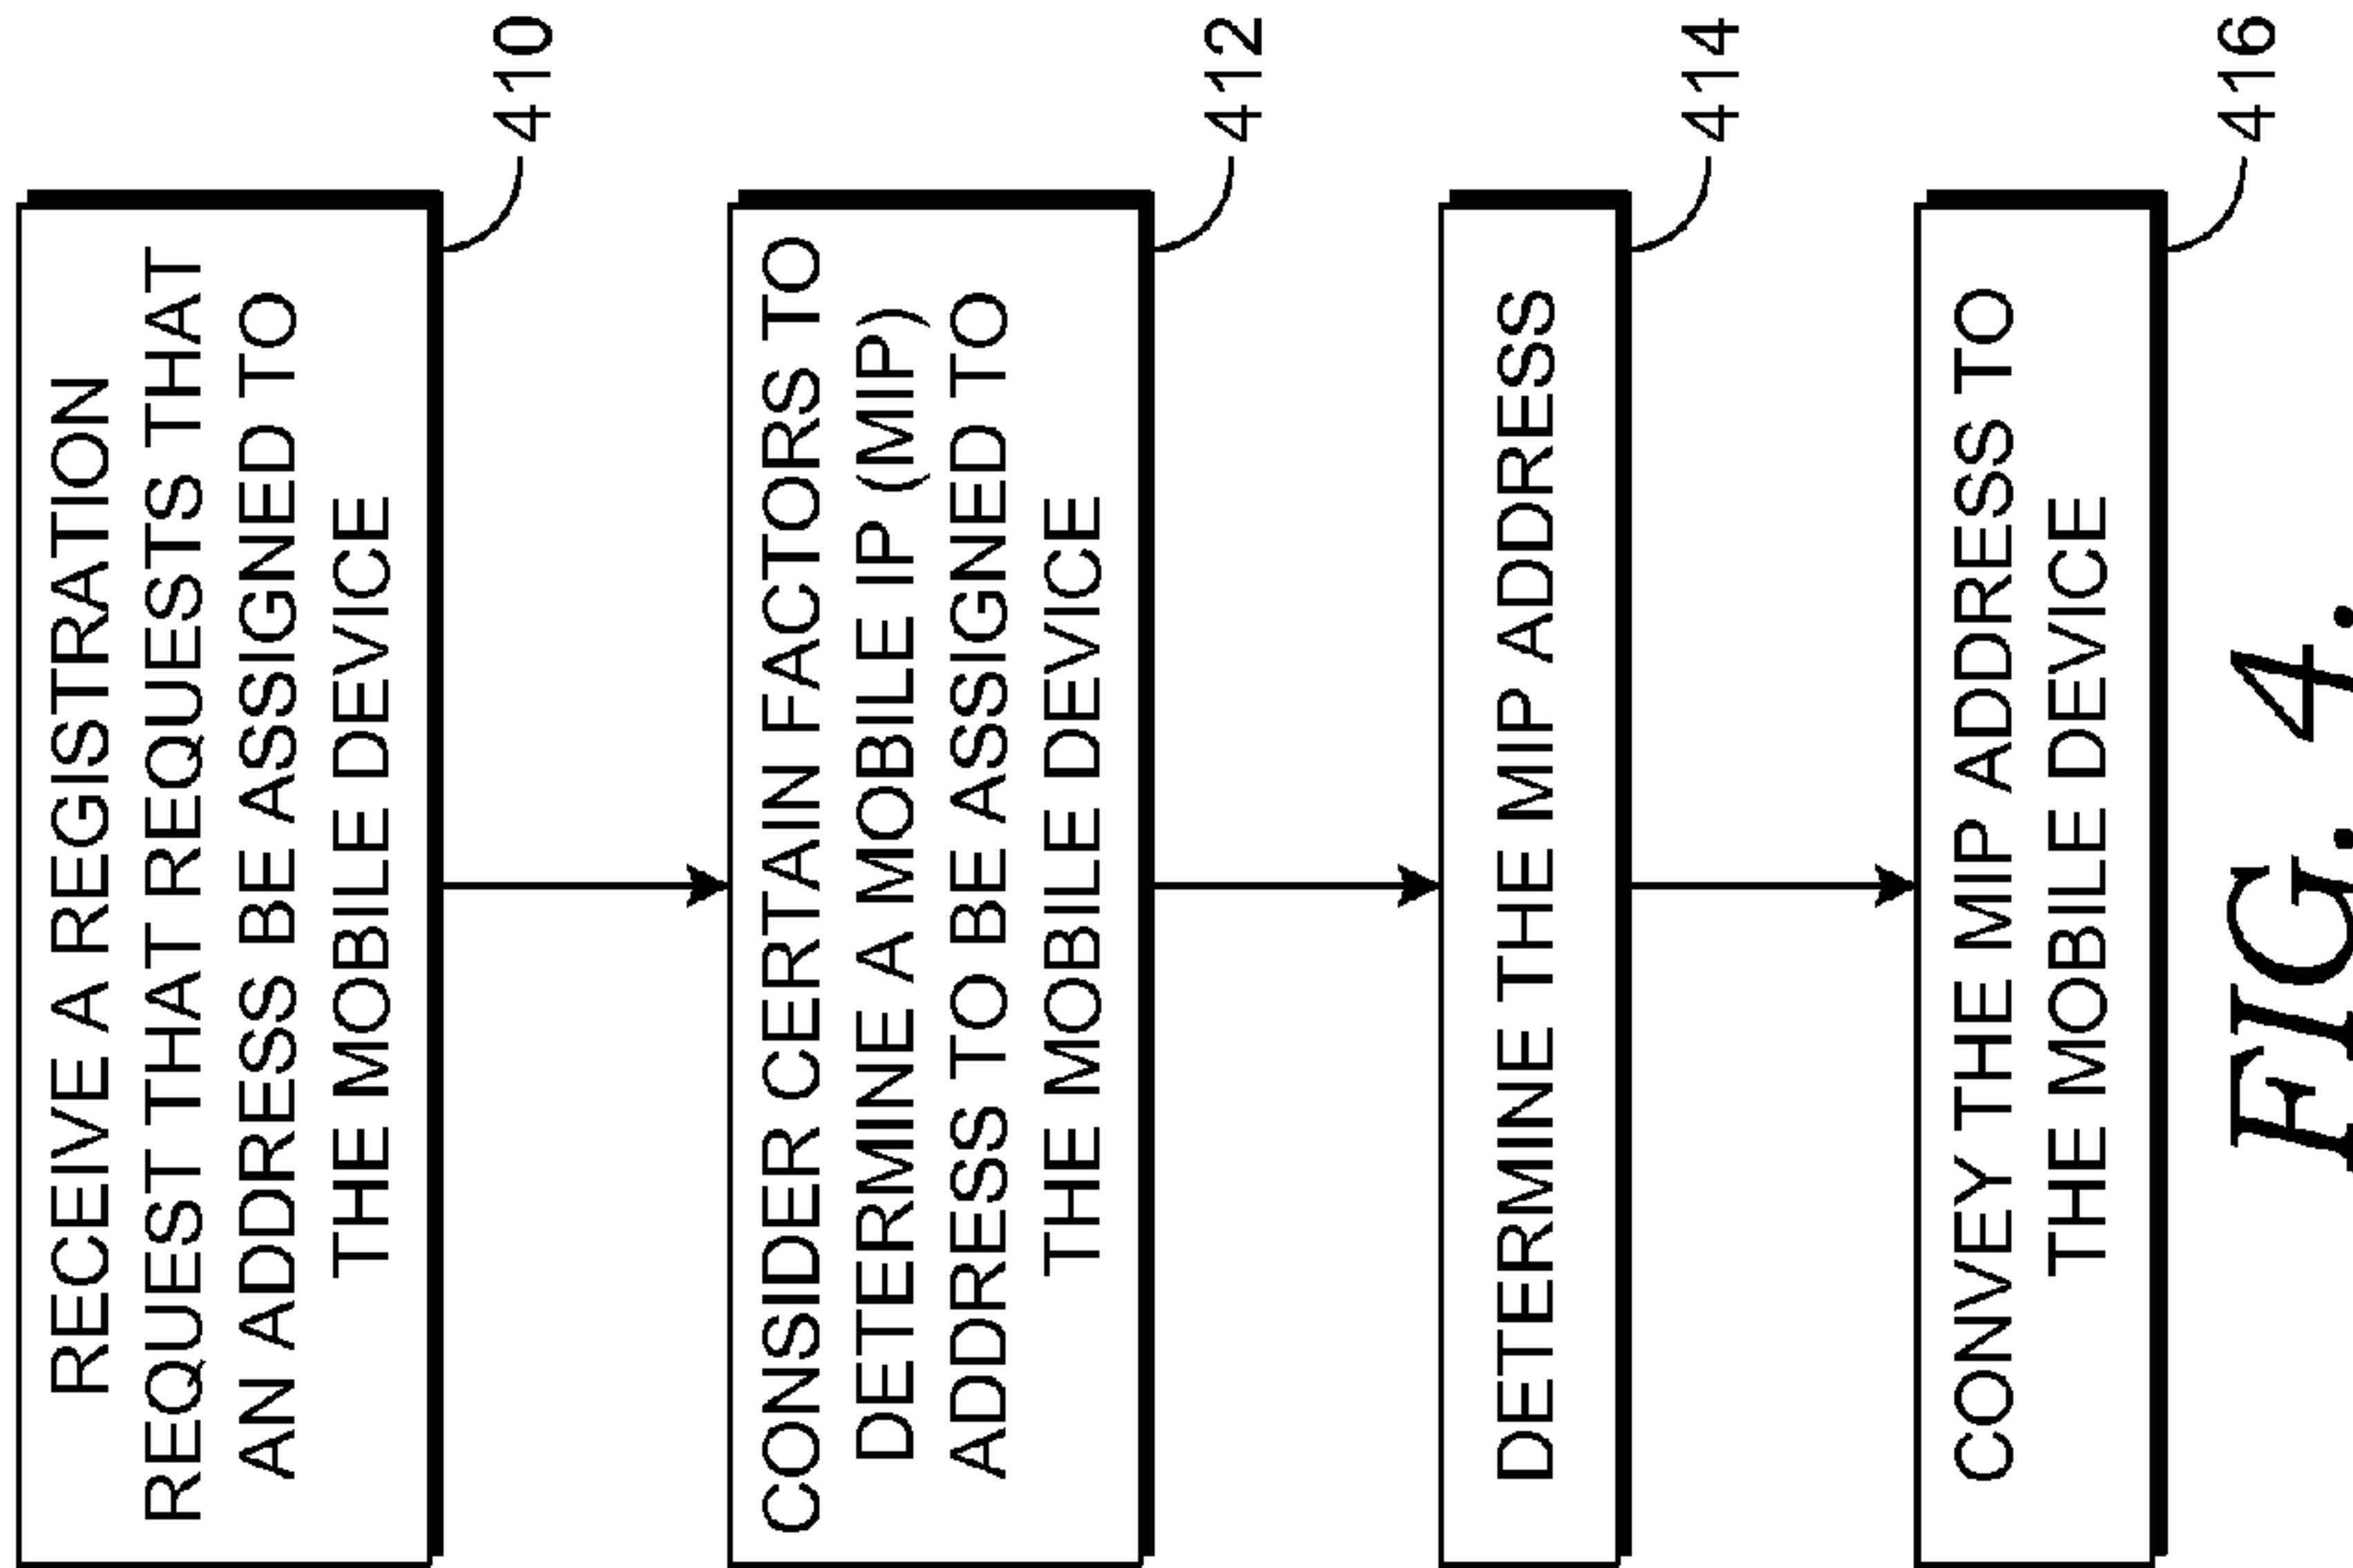 RECEIVE A REGISTRATION
REQUEST THAT REQUESTS THAT
AN ADDRESS BE ASSIGNED TO
THE MOBILE DEVICE
410
CONSIDER CERTAIN FACTORS TO
DETERMINE A MOBILE IP (MIP)
ADDRESS TO BE ASSIGNED TO
THE MOBILE DEVICE
412
DETERMINE THE MIP ADDRESS
414
CONVEY THE MIP ADDRESS TO
THE MOBILE DEVICE
416
FIG. 4.